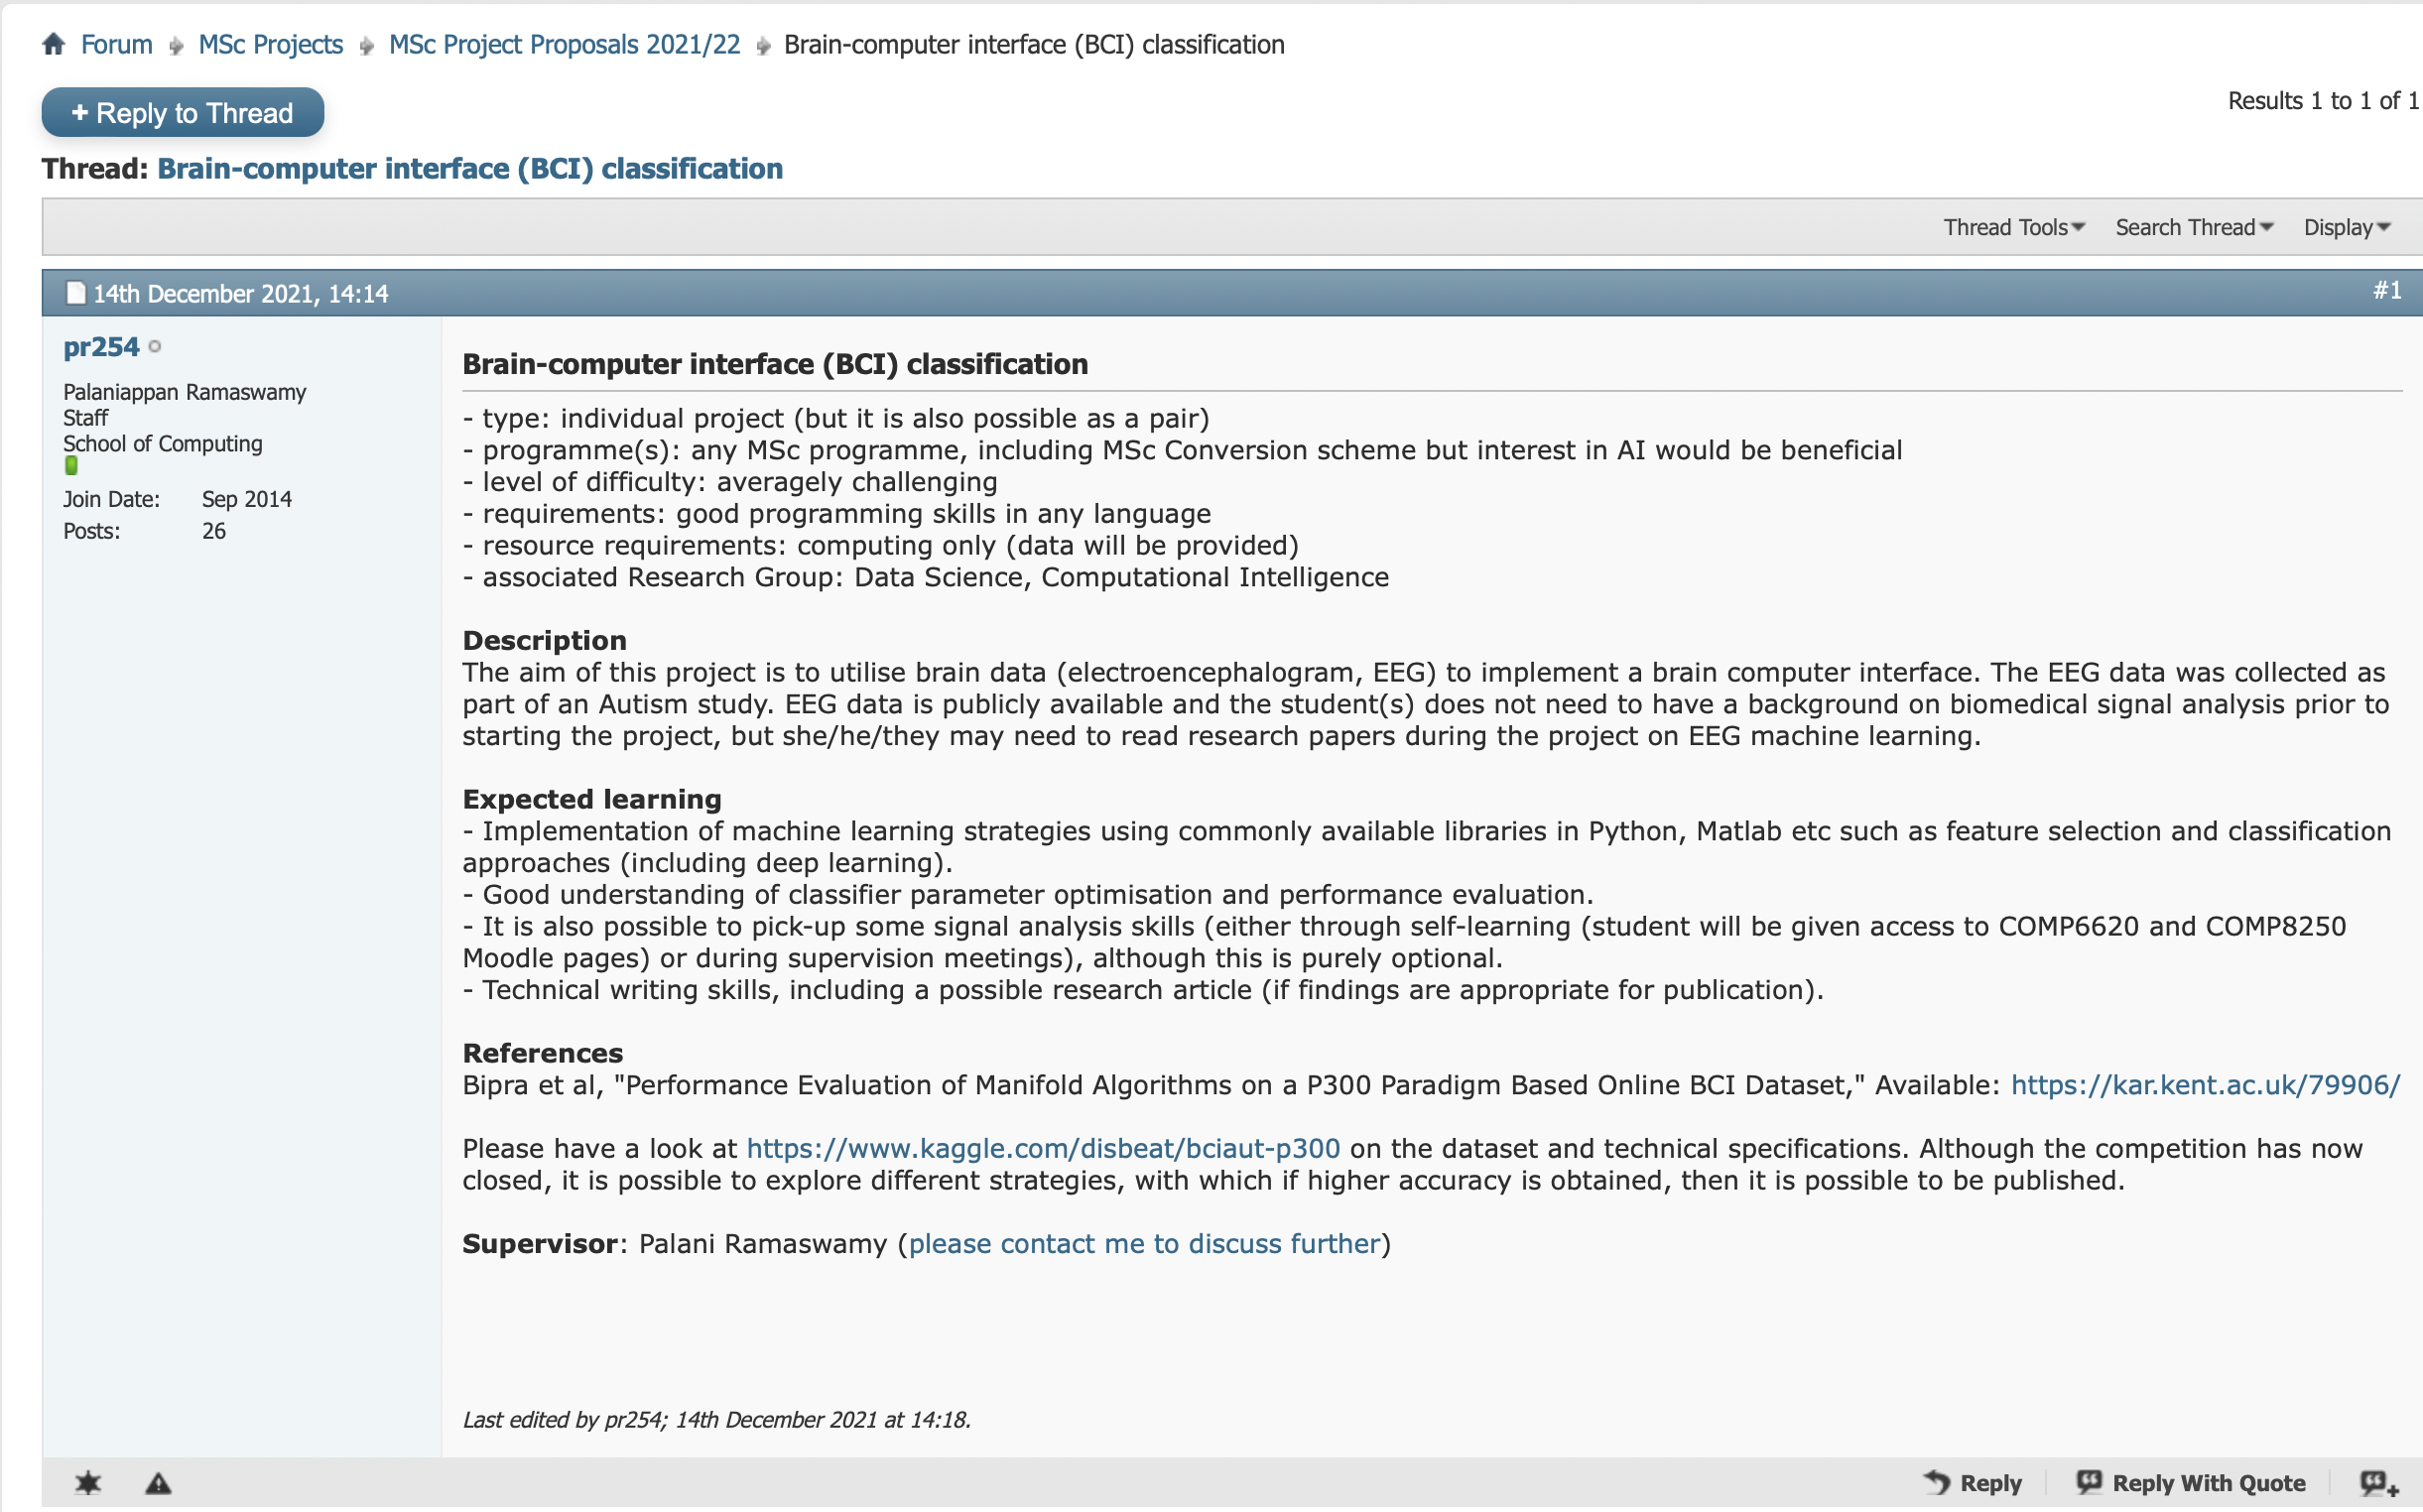 Forum MSc Projects MSc Project Proposals 2021/22 Brain-computer interface (BCI) classification
+ Reply to Thread
Results 1 to 1 of 1
Thread: Brain-computer interface (BCI) classification
Thread Tools Search Thread Display
14th December 2021, 14:14 #1
pr254
Palaniappan Ramaswamy
Staff
School of Computing
Join Date: Sep 2014
Posts: 26
Brain-computer interface (BCI) classification
- type: individual project (but it is also possible as a pair)
- programme(s): any MSc programme, including MSc Conversion scheme but interest in AI would be beneficial
- level of difficulty: averagely challenging
- requirements: good programming skills in any language
- resource requirements: computing only (data will be provided)
- associated Research Group: Data Science, Computational Intelligence
Description
The aim of this project is to utilise brain data (electroencephalogram, EEG) to implement a brain computer interface. The EEG data was collected as
part of an Autism study. EEG data is publicly available and the student(s) does not need to have a background on biomedical signal analysis prior to
starting the project, but she/he/they may need to read research papers during the project on EEG machine learning.
Expected learning
- Implementation of machine learning strategies using commonly available libraries in Python, Matlab etc such as feature selection and classification
approaches (including deep learning).
- Good understanding of classifier parameter optimisation and performance evaluation.
- It is also possible to pick-up some signal analysis skills (either through self-learning (student will be given access to COMP6620 and COMP8250
Moodle pages) or during supervision meetings), although this is purely optional.
- Technical writing skills, including a possible research article (if findings are appropriate for publication).
References
Bipra et al, "Performance Evaluation of Manifold Algorithms on a P300 Paradigm Based Online BCI Dataset," Available: https://kar.kent.ac.uk/79906/
Please have a look at https://www.kaggle.com/disbeat/bciaut-p300 on the dataset and technical specifications. Although the competition has now
closed, it is possible to explore different strategies, with which if higher accuracy is obtained, then it is possible to be published.
Supervisor: Palani Ramaswamy (please contact me to discuss further)
Last edited by pr254; 14th December 2021 at 14:18.
Reply Reply With Quote